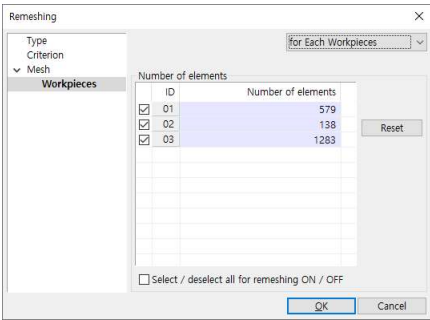 Remeshing
Type
Criterion
Mesh
Workpieces
for Each Workpieces
Number of elements
ID Number of elements
01 579
02 138
03 1283
Reset
Select / deselect all for remeshing ON / OFF
OK Cancel